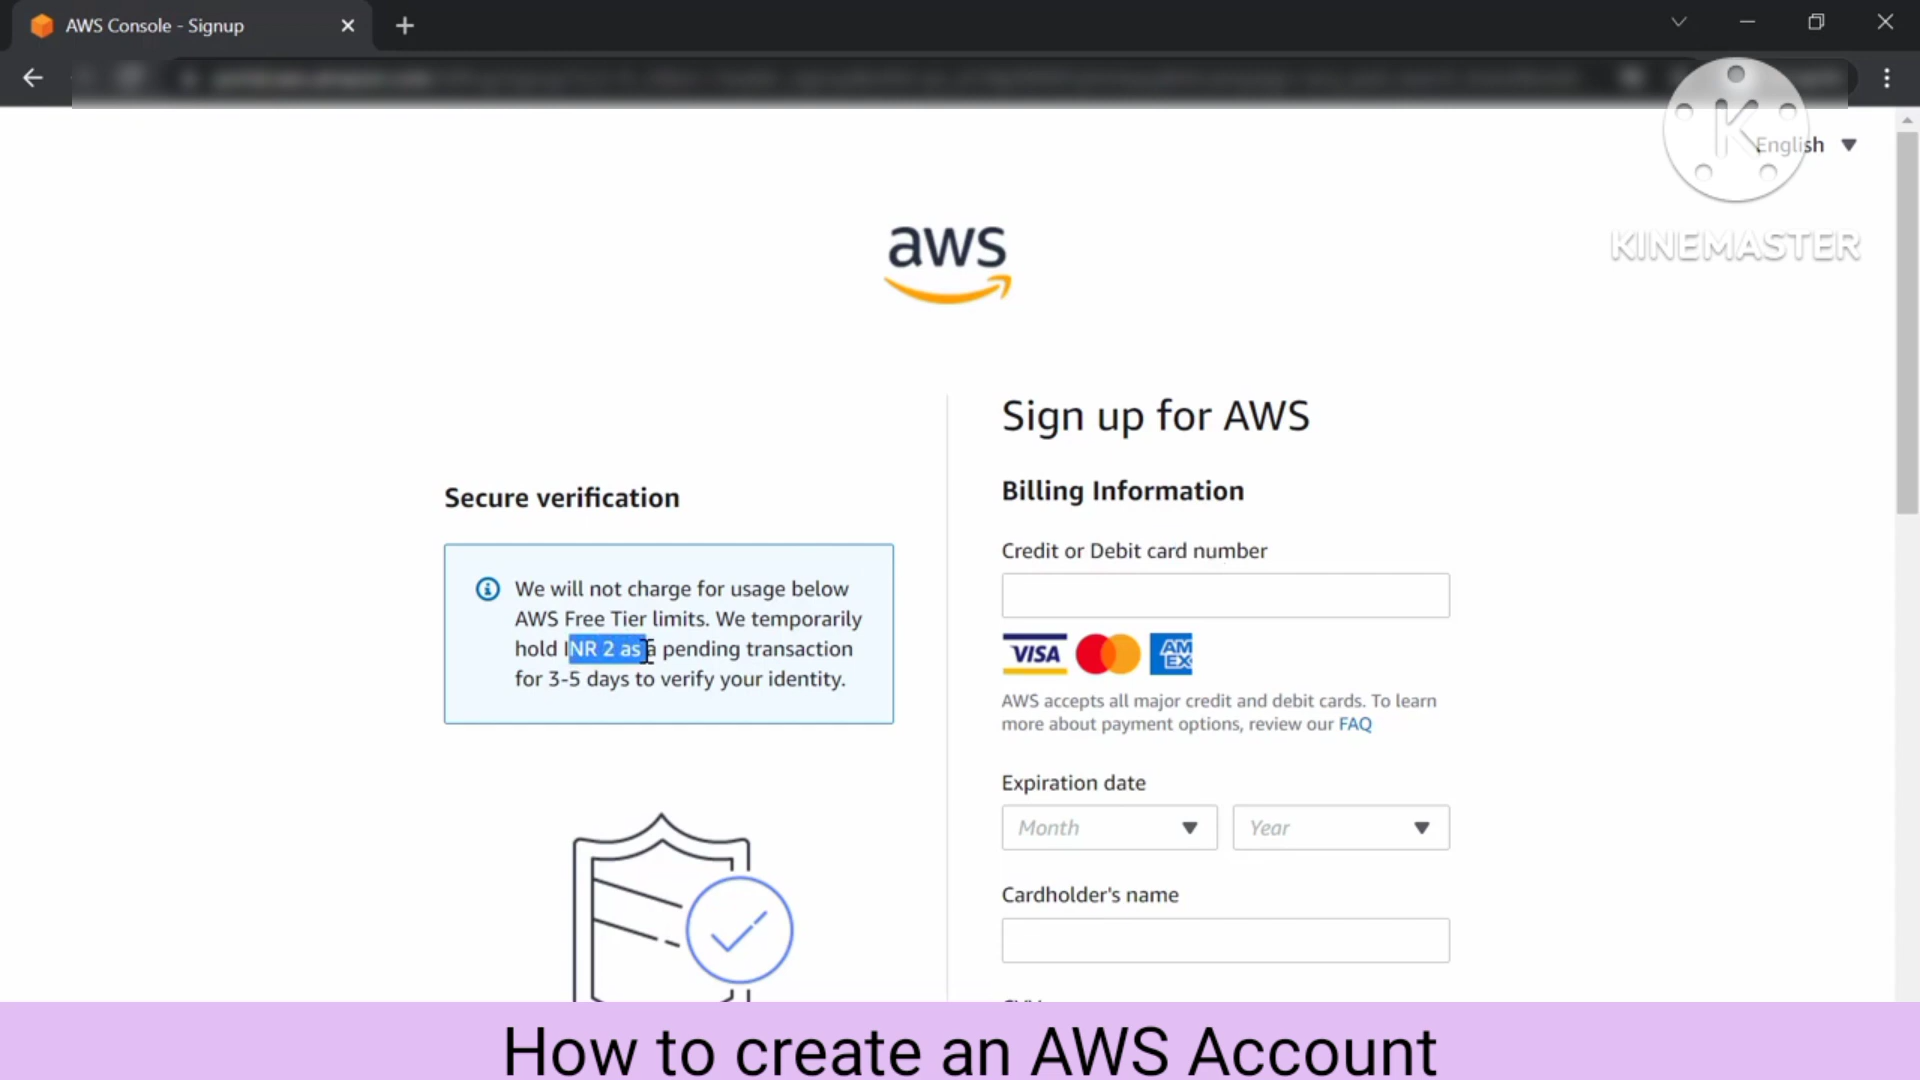 AWS Console - Signup
English
KINEMASTER
aws
Sign up for AWS
Secure verification
Billing Information
We will not charge for usage below
AWS Free Tier limits. We temporarily
hold INR 2 as a pending transaction
for 3-5 days to verify your identity.
Credit or Debit card number
VISA
AM
EX
AWS accepts all major credit and debit cards. To learn
more about payment options, review our FAQ
Expiration date
Month
Year
Cardholder's name
How to create an AWS Account